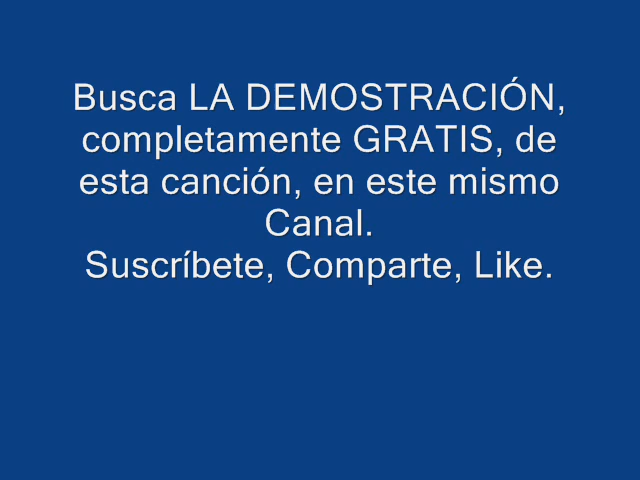 Busca LA DEMOSTRACIÓN,
completamente GRATIS, de
esta canción, en este mismo
Canal.
Suscríbete, Comparte, Like.